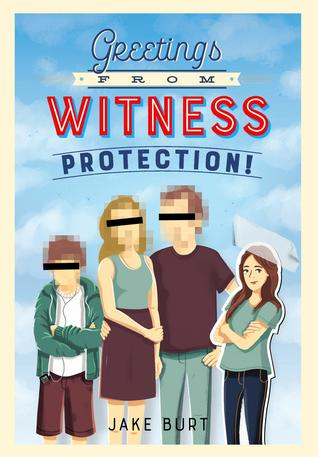 Greetings
FROM
WITNESS
PROTECTION!
JAKE BURT